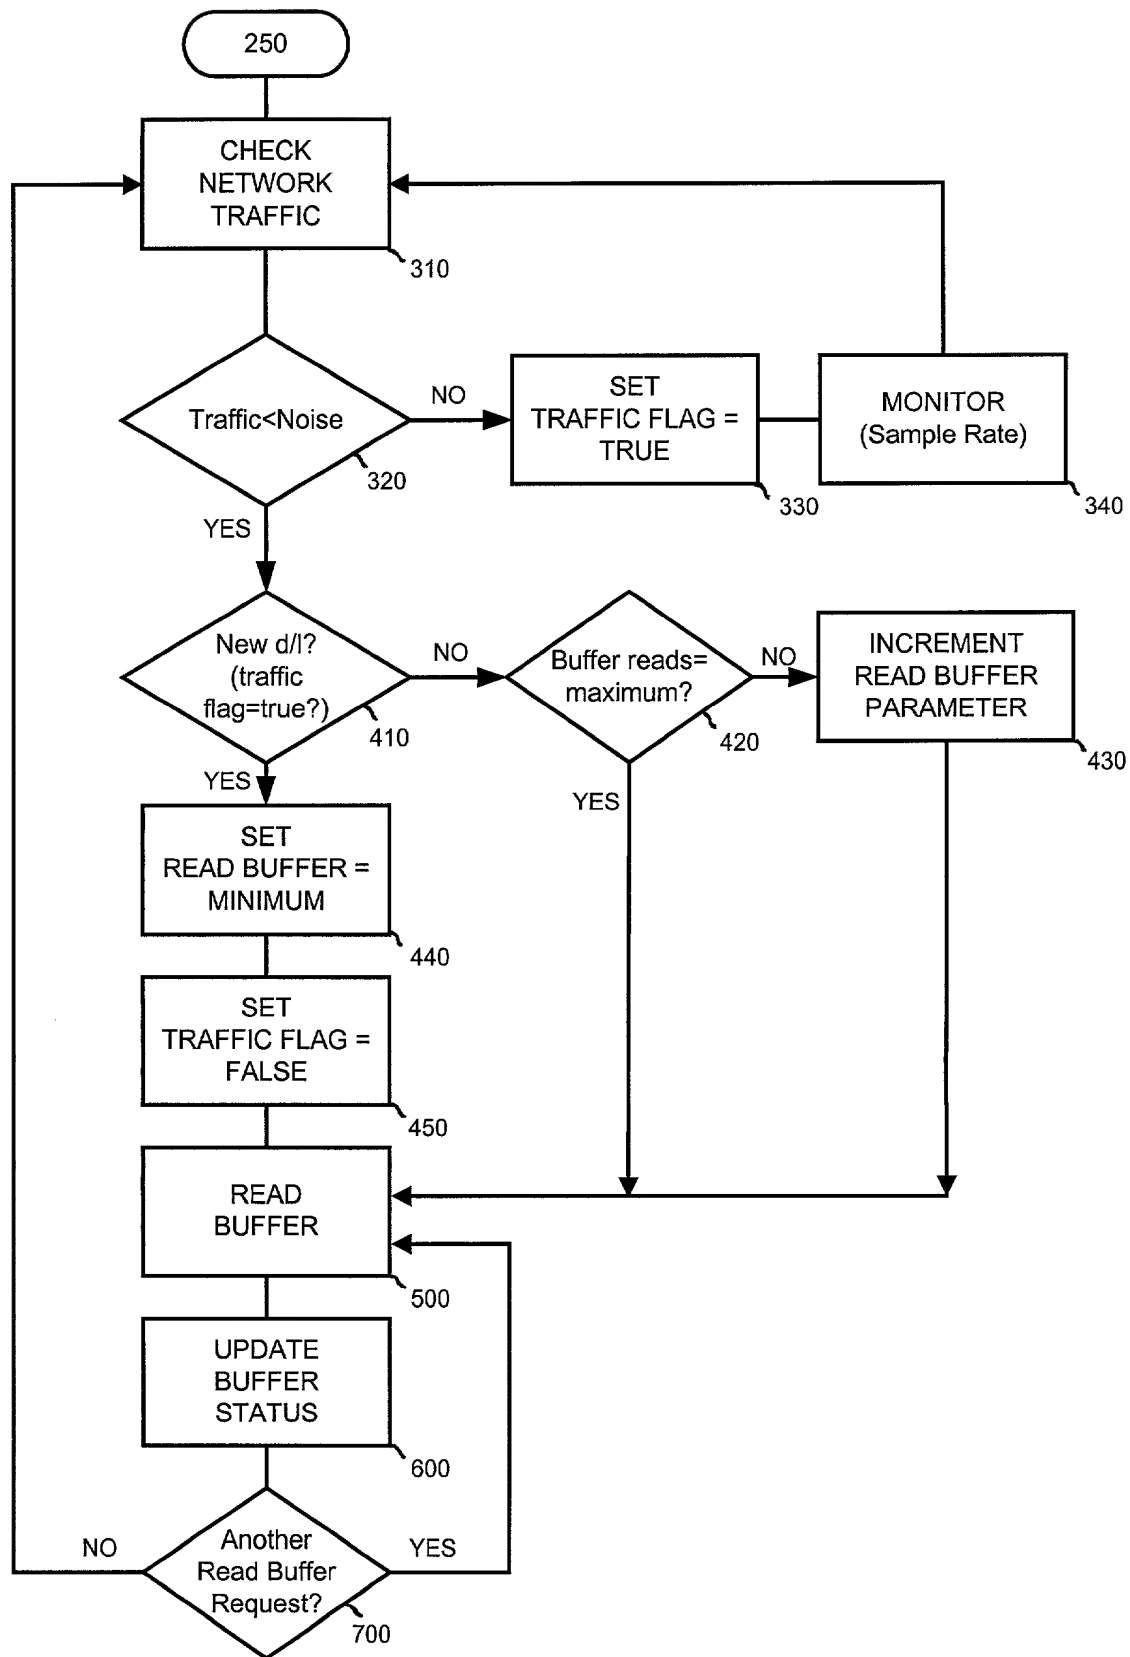 250
CHECK
NETWORK
TRAFFIC
310
Traffic<Noise
320
NO
SET
TRAFFIC FLAG =
TRUE
330
MONITOR
(Sample Rate)
340
YES
New d/l?
(traffic
flag=true?)
410
NO
Buffer reads=
maximum?
420
NO
INCREMENT
READ BUFFER
PARAMETER
430
YES
YES
SET
READ BUFFER =
MINIMUM
440
SET
TRAFFIC FLAG =
FALSE
450
READ
BUFFER
500
UPDATE
BUFFER
STATUS
600
NO
Another
Read Buffer
Request?
700
YES